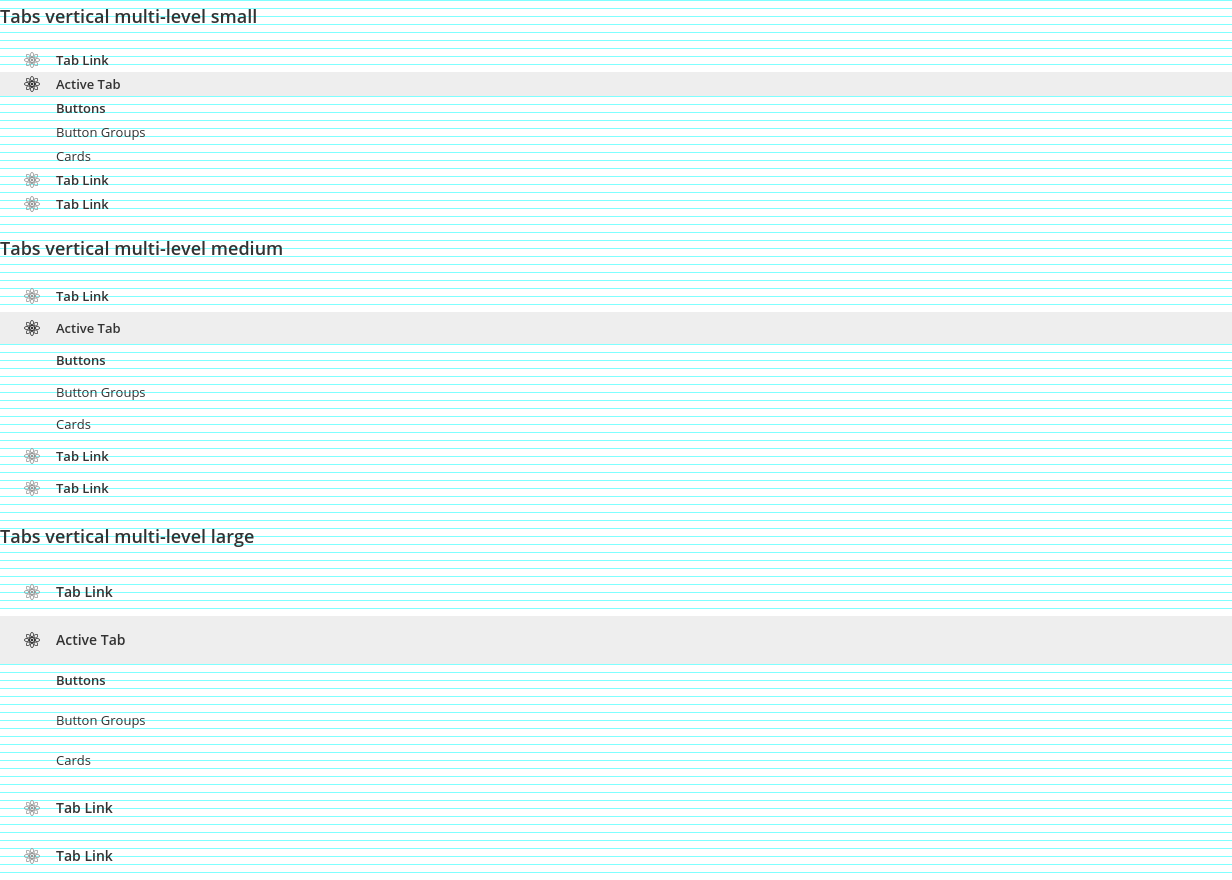 Tabs vertical multi-level small
Tab Link
Active Tab
Buttons
Button Groups
Cards
Tab Link
Tab Link
Tabs vertical multi-level medium
Tab Link
Active Tab
Buttons
Button Groups
Cards
Tab Link
Tab Link
Tabs vertical multi-level large
Tab Link
Active Tab
Buttons
Button Groups
Cards
Tab Link
Tab Link